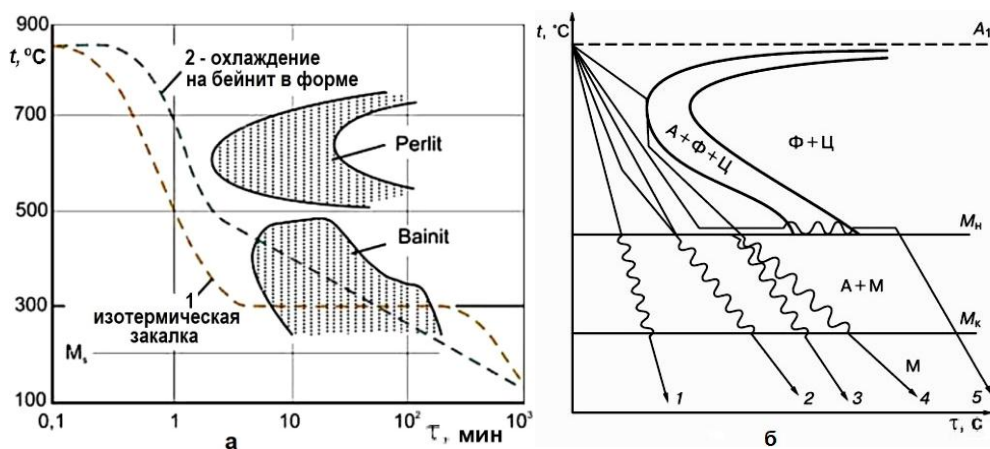 900
t, ºC
2 - охлаждение
на бейнит в форме
700
Perlit
500
Bainit
300
1
изотермическая
закалка
Mₛ
100
0,1
1
10
10²
10³
τ, мин
а
t, °C
A₁
А+Ф+Ц
Ф+Ц
Mн
А+М
Mк
М
1
2
3
4
5
τ, с
б